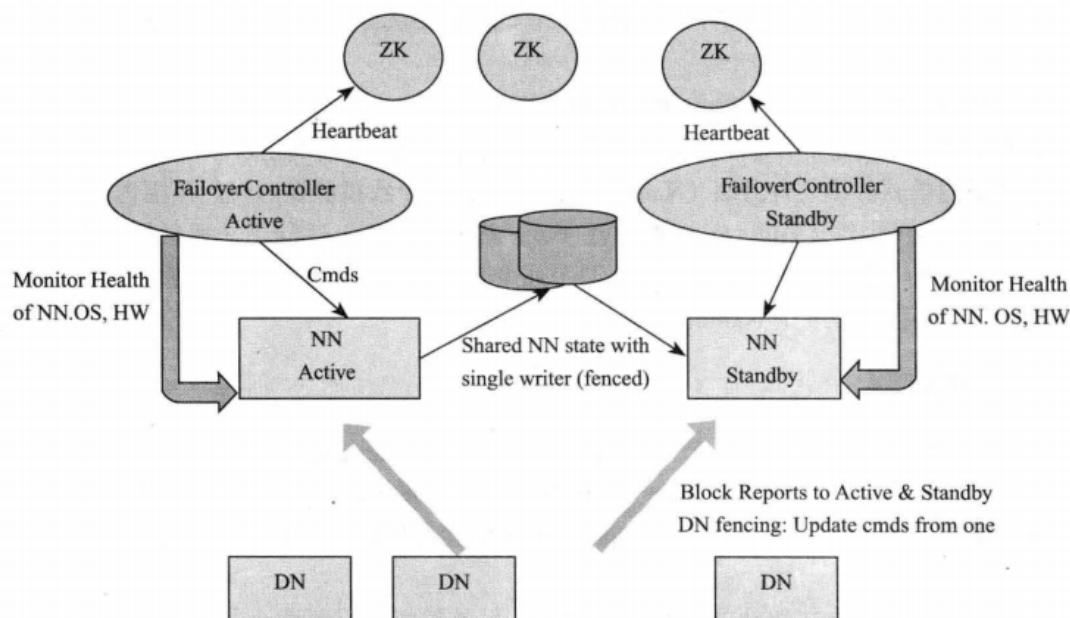 ZK
ZK
ZK
Heartbeat
Heartbeat
FailoverController
Active
FailoverController
Standby
Cmds
Monitor Health
of NN.OS, HW
Monitor Health
of NN. OS, HW
NN
Active
Shared NN state with
single writer (fenced)
NN
Standby
Block Reports to Active & Standby
DN fencing: Update cmds from one
DN
DN
DN